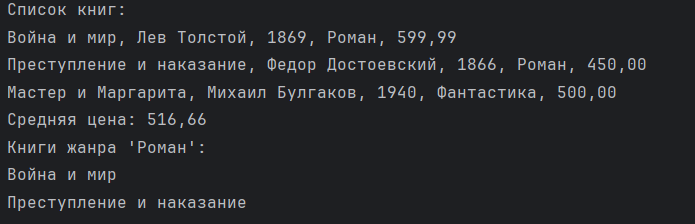 Список книг:
Война и мир, Лев Толстой, 1869, Роман, 599,99
Преступление и наказание, Федор Достоевский, 1866, Роман, 450,00
Мастер и Маргарита, Михаил Булгаков, 1940, Фантастика, 500,00
Средняя цена: 516,66
Книги жанра 'Роман':
Война и мир
Преступление и наказание